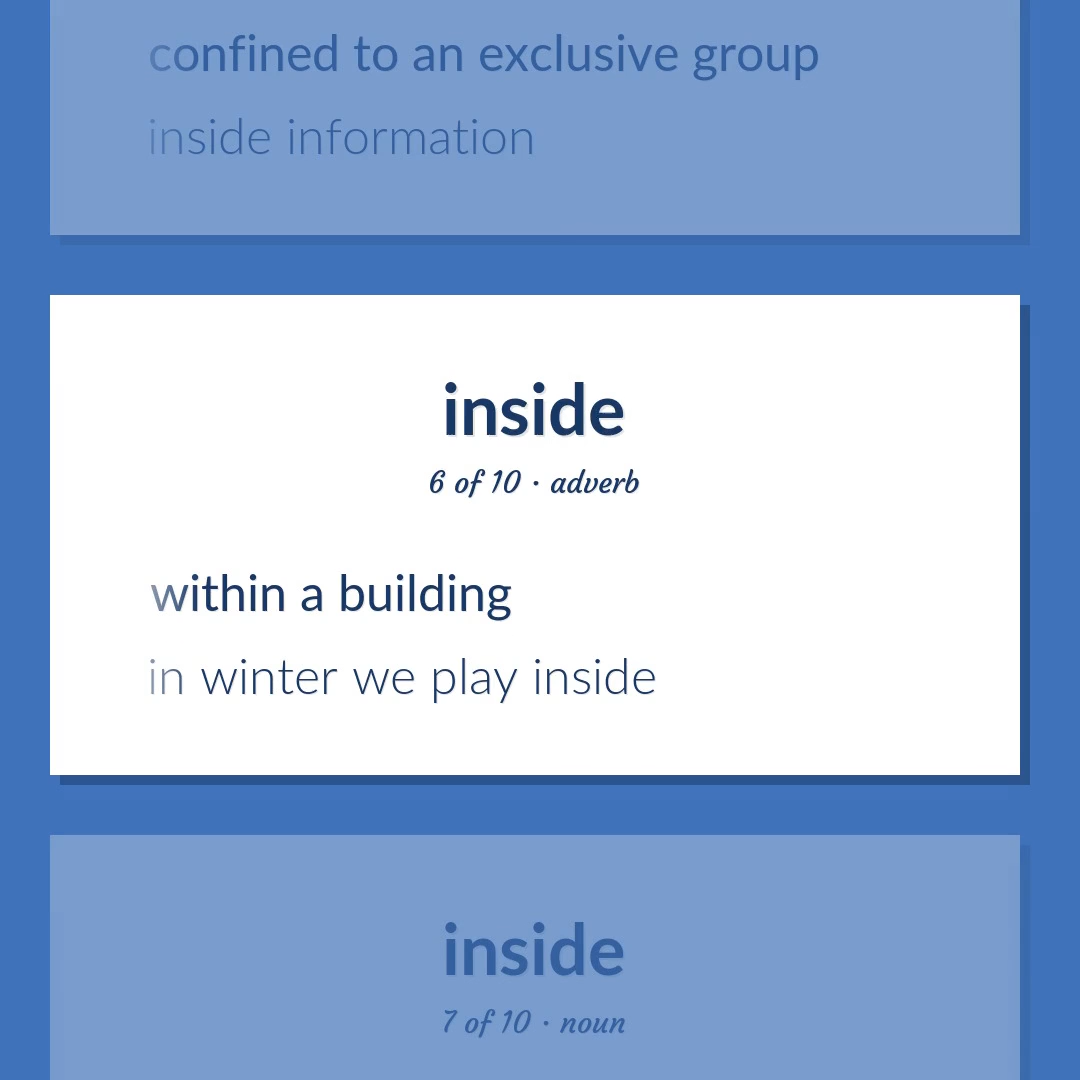 confined to an exclusive group
inside information
inside
6 of 10 · adverb
within a building
in winter we play inside
inside
7 of 10 · noun